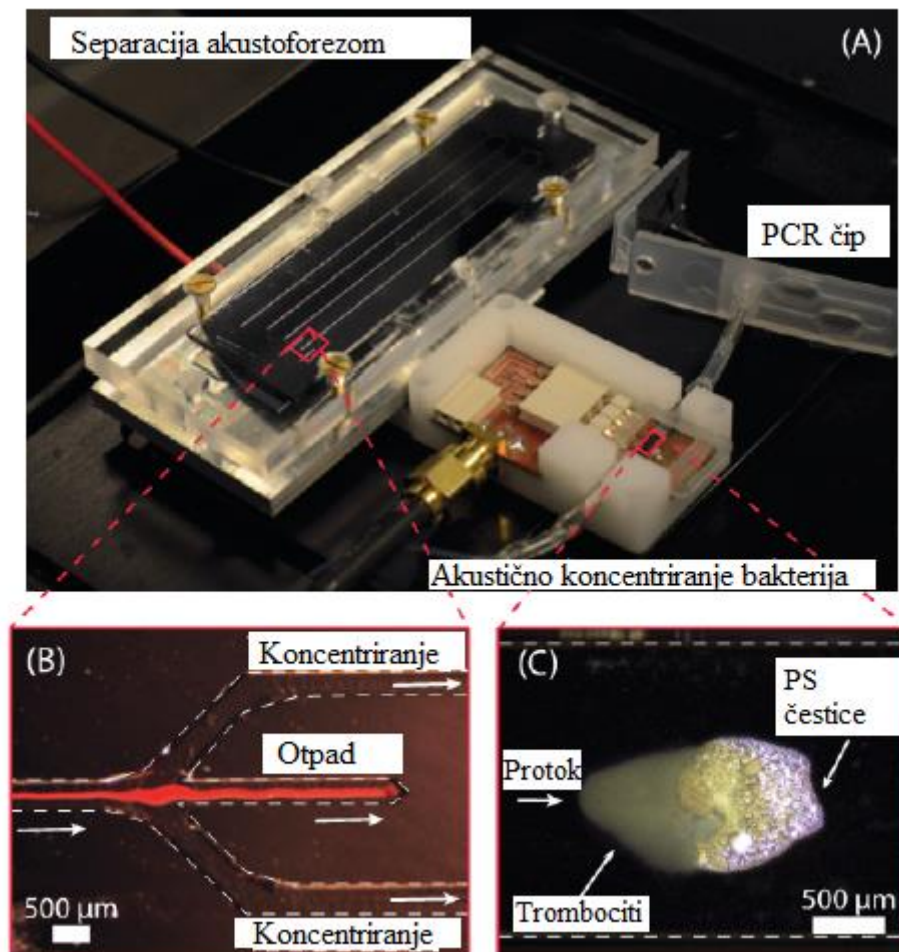 Separacija akustoforezom
(A)
PCR čip
Akustično koncentriranje bakterija
(B)
Koncentriranje
Otpad
500 µm
Koncentriranje
(C)
PS
čestice
Protok
Trombociti
500 µm